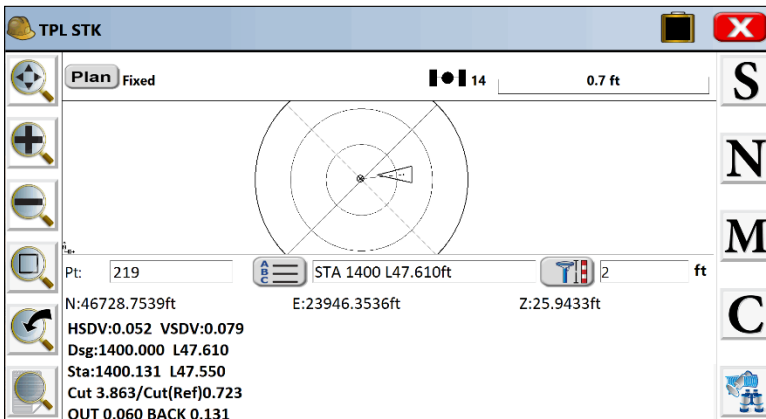 TPL STK
Plan Fixed 14 0.7 ft S
N
M
Pt: 219 A B C STA 1400 L47.610ft 2 ft
N:46728.7539ft E:23946.3536ft Z:25.9433ft
C
HSDV:0.052 VSDV:0.079
Dsg:1400.000 L47.610
Sta:1400.131 L47.550
Cut 3.863/Cut(Ref)0.723
OUT 0.060 BACK 0.131